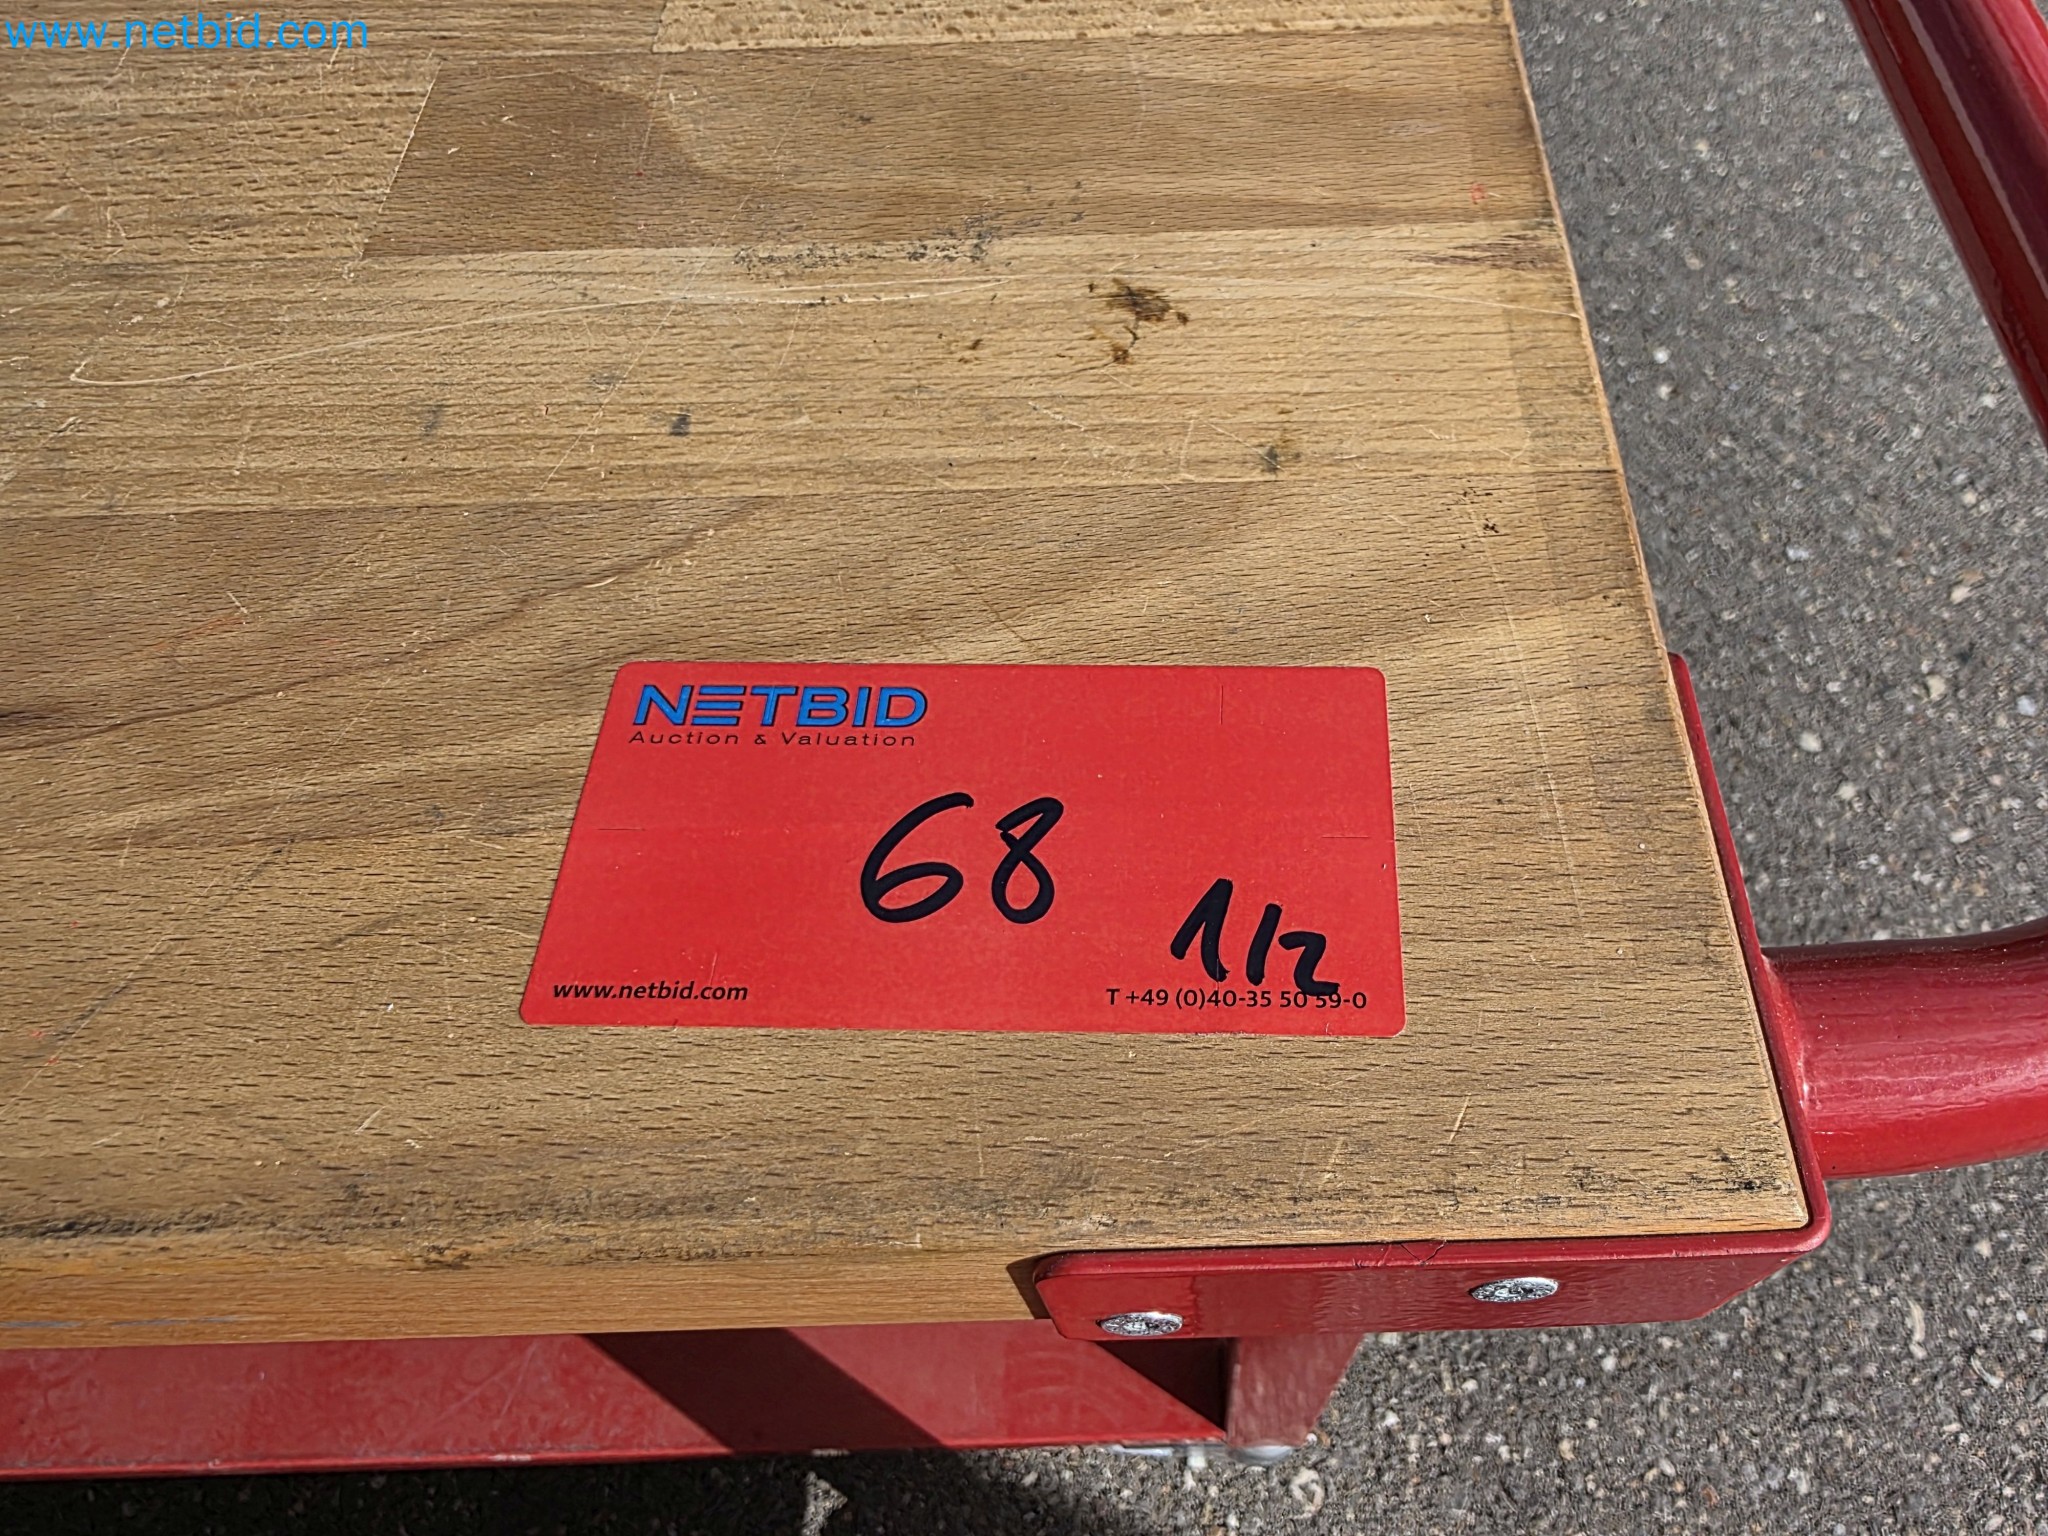 www.netbid.com
NETBID
Auction & Valuation
68
1/2
www.netbid.com
T +49 (0)40-35 50 59-0